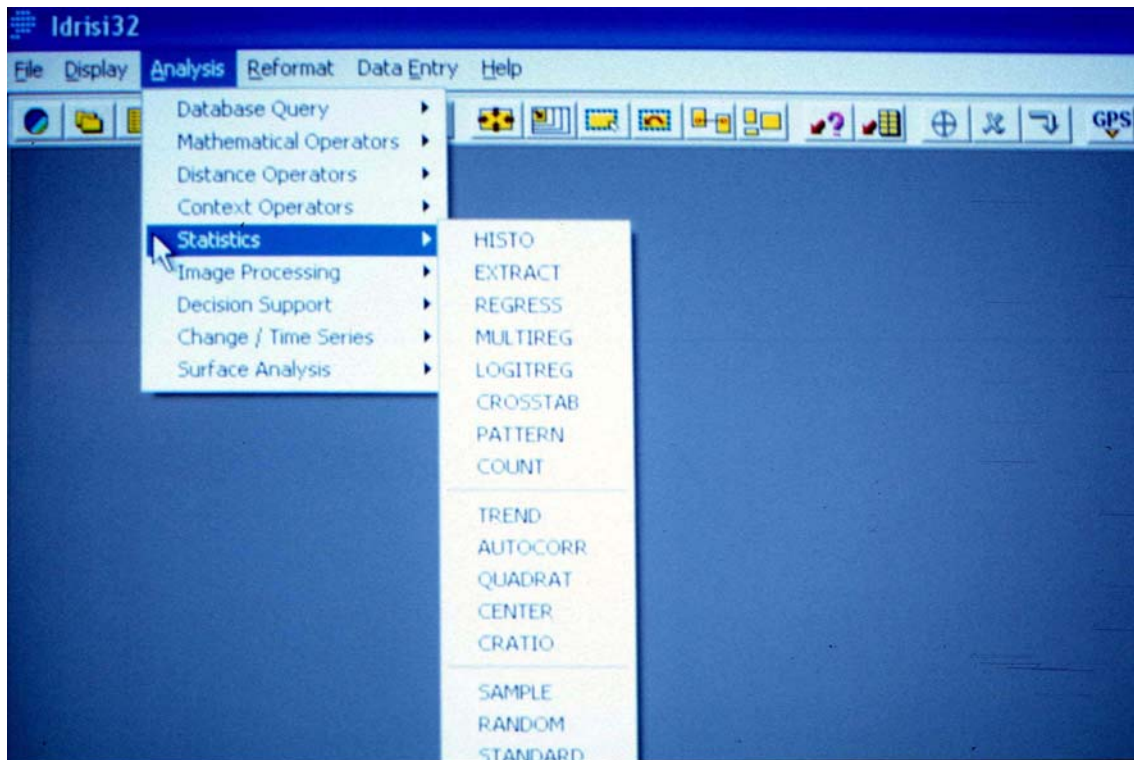 Idrisi32
File Display Analysis Reformat Data Entry Help
GPS
Database Query
Mathematical Operators
Distance Operators
Context Operators
Statistics
Image Processing
Decision Support
Change / Time Series
Surface Analysis
HISTO
EXTRACT
REGRESS
MULTIREG
LOGITREG
CROSSTAB
PATTERN
COUNT
TREND
AUTOCORR
QUADRAT
CENTER
CRATIO
SAMPLE
RANDOM
STANDARD